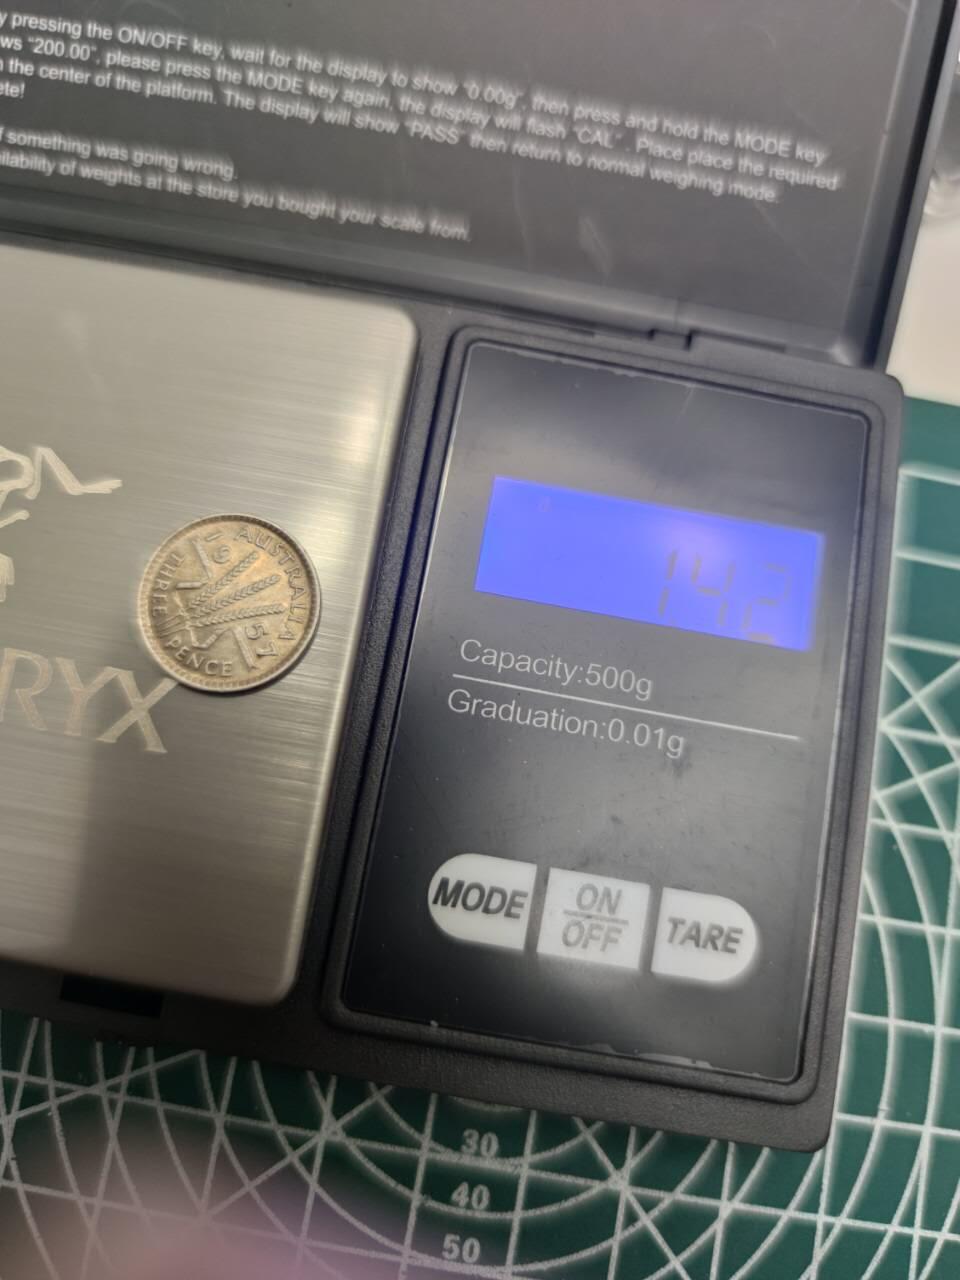 y pressing the ON/OFF key, wait for the display to show "0.00g", then press and hold the MODE key
ws "200.00", please press the MODE key again, the display will flash "CAL" . Place place the required
n the center of the platform. The display will show "PASS" then return to normal weighing mode.
ete!
f something was going wrong.
ilability of weights at the store you bought your scale from.
AUSTRALIA
19
57
THREE
PENCE
RYX
1.42
Capacity:500g
Graduation:0.01g
MODE
ON
OFF
TARE
30
40
50